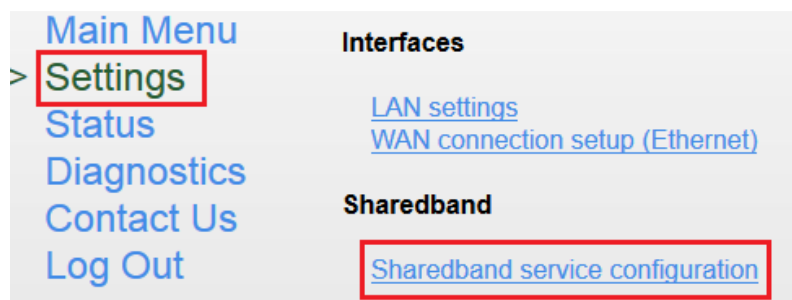 Main Menu
> Settings
Status
Diagnostics
Contact Us
Log Out
Interfaces
LAN settings
WAN connection setup (Ethernet)
Sharedband
Sharedband service configuration